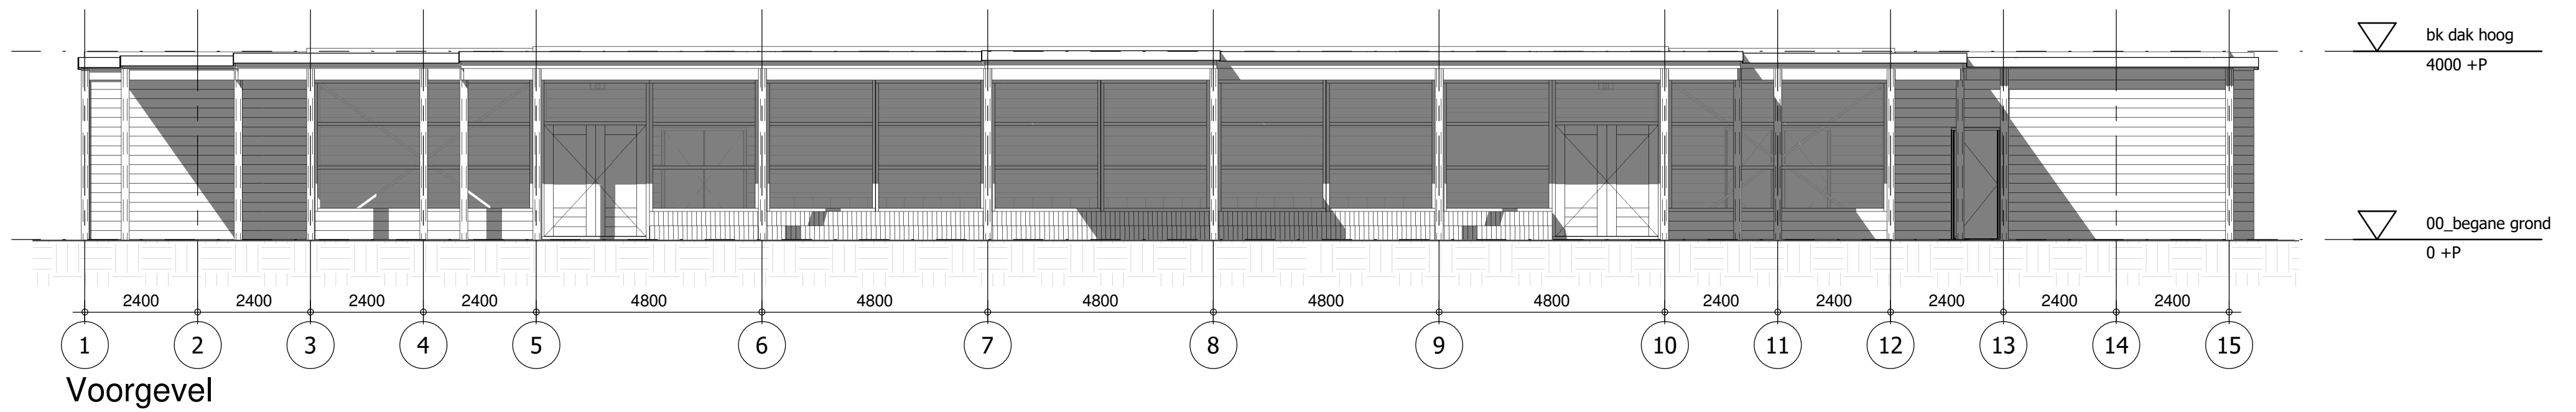 bk dak hoog
4000 +P
00_begane grond
0 +P
2400 2400 2400 2400 4800 4800 4800 4800 4800 2400 2400 2400 2400 2400
1 2 3 4 5 6 7 8 9 10 11 12 13 14 15
Voorgevel